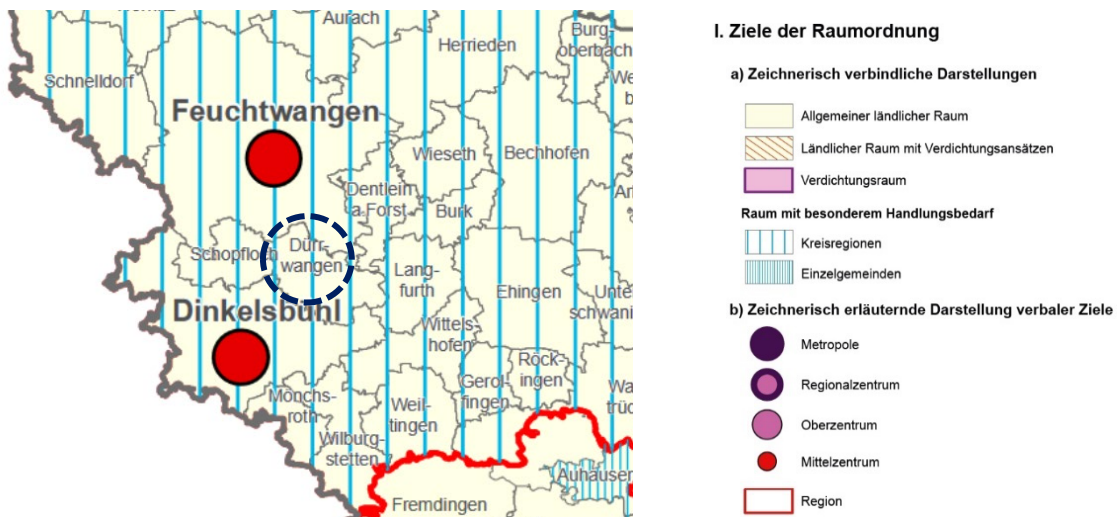 Aurach
Burg-
oberbach
Herrieden
Schnelldorf
Feuchtwangen
Wieseth
Bechhofen
Dentlein
a.Forst
Burk
Dürr-
wangen
Schopfloch
Lang-
furth
Ehingen
Dinkelsbühl
Wittels-
hofen
Röck-
ingen
Gerol-
fingen
Mönchs-
roth
Weil-
tingen
Wilburg-
stetten
Auhausen
Fremdingen
I. Ziele der Raumordnung
a) Zeichnerisch verbindliche Darstellungen
Allgemeiner ländlicher Raum
Ländlicher Raum mit Verdichtungsansätzen
Verdichtungsraum
Raum mit besonderem Handlungsbedarf
Kreisregionen
Einzelgemeinden
b) Zeichnerisch erläuternde Darstellung verbaler Ziele
Metropole
Regionalzentrum
Oberzentrum
Mittelzentrum
Region